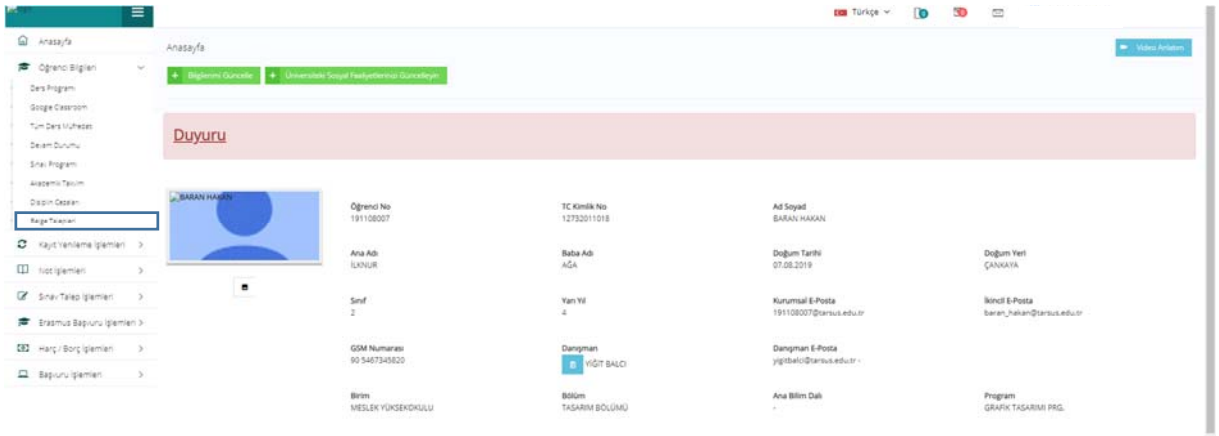 Türkçe
0
Anasayfa
Öğrenci Bilgileri
Ders Programı
Google Classroom
Tüm Ders Müfredatı
Devam Durumu
Sınav Programı
Akademik Takvim
Disiplin Cezaları
Belge Talepleri
Kayıt Yenileme İşlemleri
Not İşlemleri
Sınav Talep İşlemleri
Erasmus Başvuru İşlemleri
Harç / Borç İşlemleri
Başvuru İşlemleri
Anasayfa
Video Anlatım
+ Bilgilerimi Güncelle
+ Üniversitede Sosyal Faaliyetlerinizi Güncelleyin
Duyuru
BARAN HAKAN
Öğrenci No
191108007
TC Kimlik No
12732011018
Ad Soyad
BARAN HAKAN
Ana Adı
İLKNUR
Baba Adı
AĞA
Doğum Tarihi
07.08.2019
Doğum Yeri
ÇANKAYA
Sınıf
2
Yarı Yıl
4
Kurumsal E-Posta
191108007@tarsus.edu.tr
İkincil E-Posta
baran_hakan@tarsus.edu.tr
GSM Numarası
90 5467345820
Danışman
YİĞİT BALCI
Danışman E-Posta
yigitbalci@tarsus.edu.tr -
Birim
MESLEK YÜKSEKOKULU
Bölüm
TASARIM BÖLÜMÜ
Ana Bilim Dalı
-
Program
GRAFİK TASARIMI PRG.